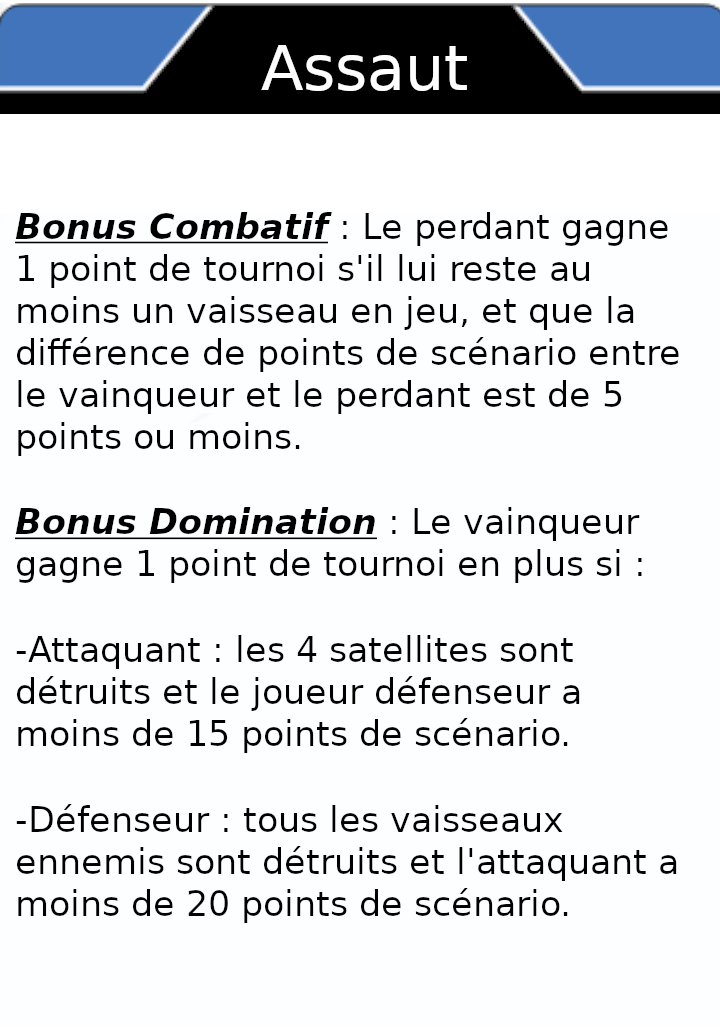 Assaut
Bonus Combatif : Le perdant gagne
1 point de tournoi s'il lui reste au
moins un vaisseau en jeu, et que la
différence de points de scénario entre
le vainqueur et le perdant est de 5
points ou moins.
Bonus Domination : Le vainqueur
gagne 1 point de tournoi en plus si :
-Attaquant : les 4 satellites sont
détruits et le joueur défenseur a
moins de 15 points de scénario.
-Défenseur : tous les vaisseaux
ennemis sont détruits et l'attaquant a
moins de 20 points de scénario.